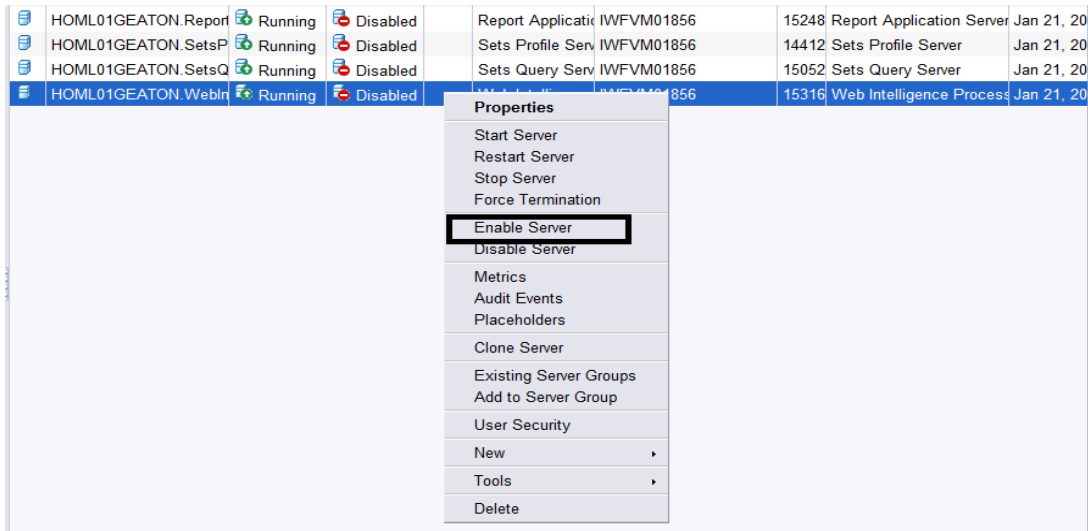 HOML01GEATON.Report Running Disabled Report Applicatio IWFVM01856 15248 Report Application Server Jan 21, 20
HOML01GEATON.SetsP Running Disabled Sets Profile Serv IWFVM01856 14412 Sets Profile Server Jan 21, 20
HOML01GEATON.SetsQ Running Disabled Sets Query Serv IWFVM01856 15052 Sets Query Server Jan 21, 20
HOML01GEATON.WebIn Running Disabled Web Intelli IWFVM01856 15316 Web Intelligence Process Jan 21, 20
Properties
Start Server
Restart Server
Stop Server
Force Termination
Enable Server
Disable Server
Metrics
Audit Events
Placeholders
Clone Server
Existing Server Groups
Add to Server Group
User Security
New
Tools
Delete